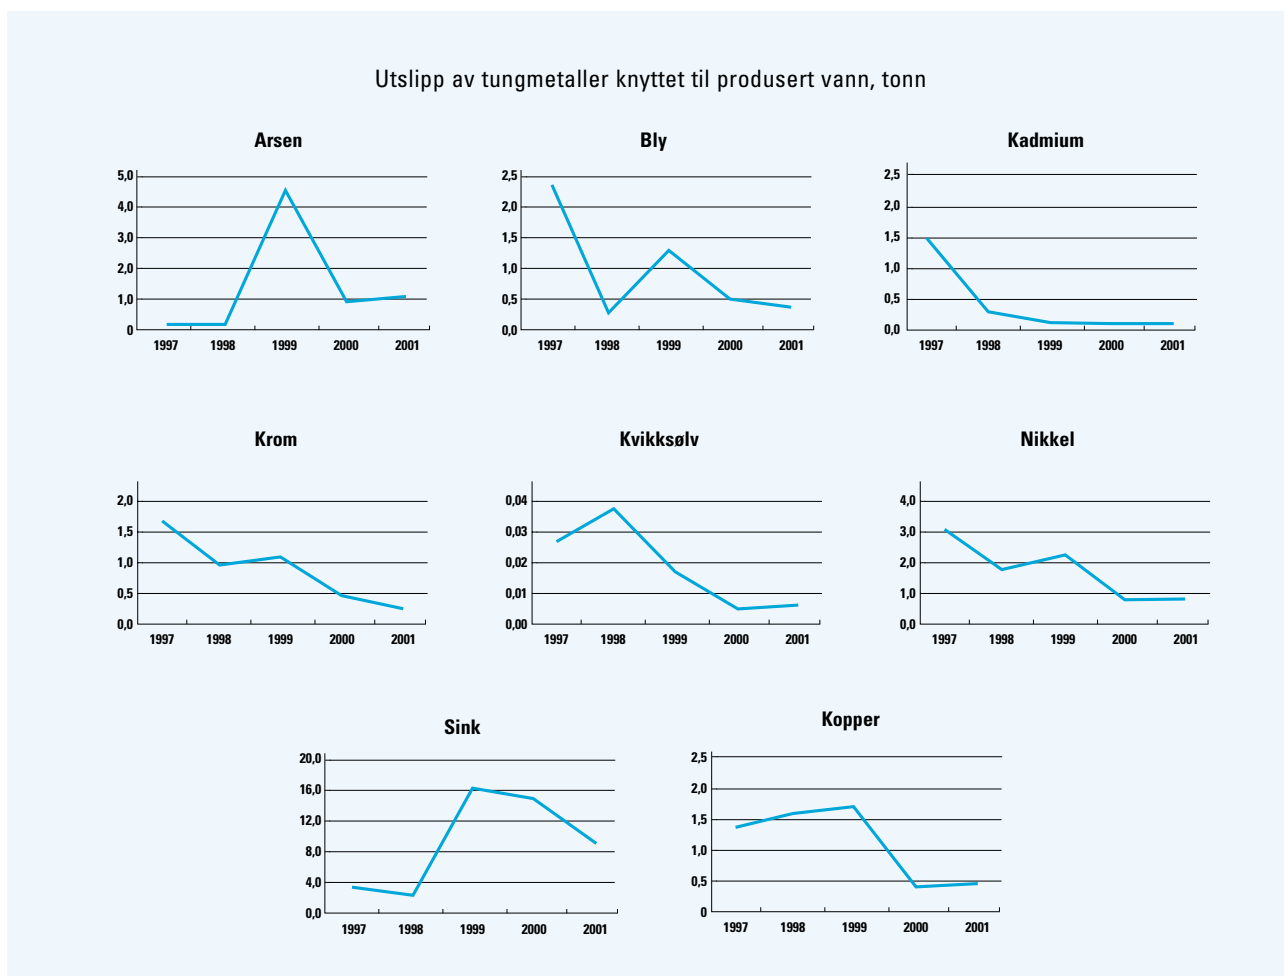 Utslipp av tungmetaller knyttet til produsert vann, tonn
Arsen
5,0
4,0
3,0
2,0
1,0
0
1997 1998 1999 2000 2001
Bly
2,5
2,0
1,5
1,0
0,5
0,0
1997 1998 1999 2000 2001
Kadmium
2,5
2,0
1,5
1,0
0,5
0,0
1997 1998 1999 2000 2001
Krom
2,0
1,5
1,0
0,5
0,0
1997 1998 1999 2000 2001
Kvikksølv
0,04
0,03
0,02
0,01
0,00
1997 1998 1999 2000 2001
Nikkel
4,0
3,0
2,0
1,0
0,0
1997 1998 1999 2000 2001
Sink
20,0
16,0
12,0
8,0
4,0
0,0
1997 1998 1999 2000 2001
Kopper
2,5
2,0
1,5
1,0
0,5
0
1997 1998 1999 2000 2001